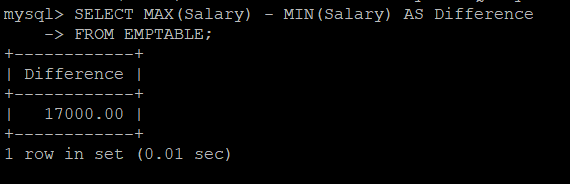 mysql> SELECT MAX(Salary) - MIN(Salary) AS Difference
    -> FROM EMPTABLE;
+------------+
| Difference |
+------------+
|   17000.00 |
+------------+
1 row in set (0.01 sec)